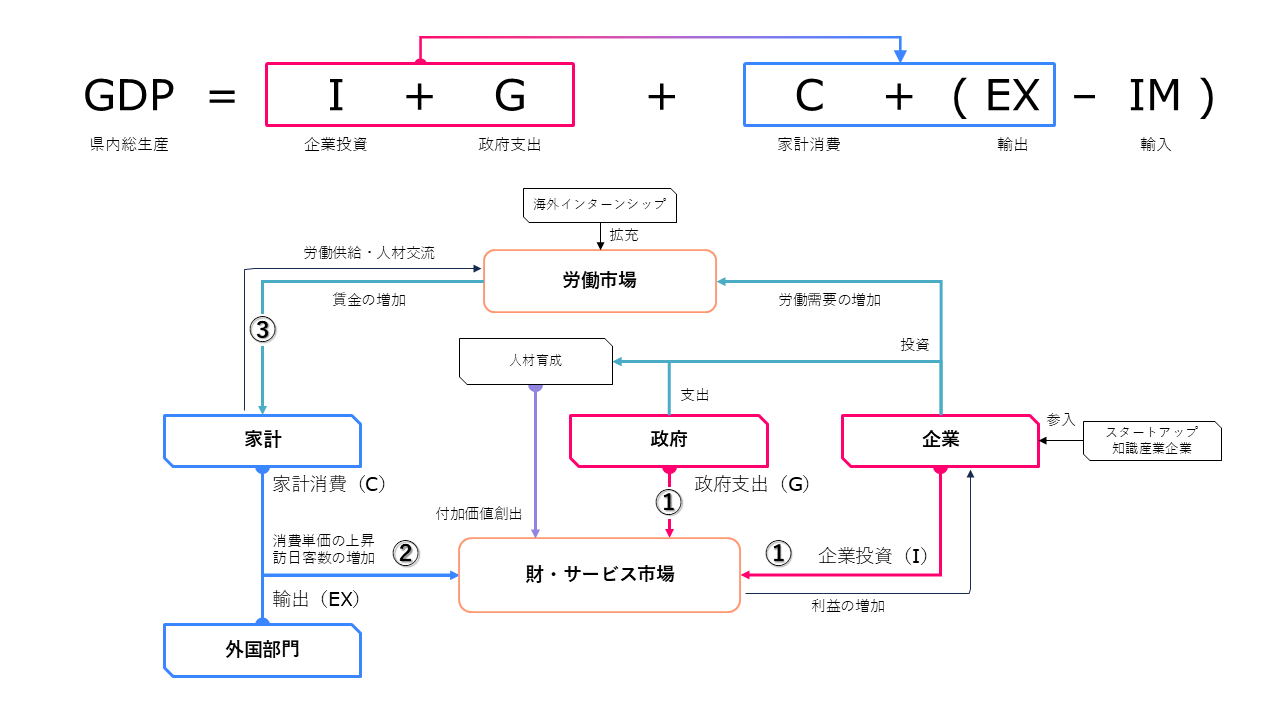 GDP = I + G + C + ( EX − IM )
県内総生産 企業投資 政府支出 家計消費 輸出 輸入
海外インターンシップ
拡充
労働供給・人材交流
労働市場
賃金の増加
労働需要の増加
③
投資
人材育成
支出
家計
政府
企業
参入
スタートアップ
知識産業企業
家計消費（C）
政府支出（G）
①
付加価値創出
消費単価の上昇
訪日客数の増加
②
財・サービス市場
①
企業投資（I）
輸出（EX）
利益の増加
外国部門